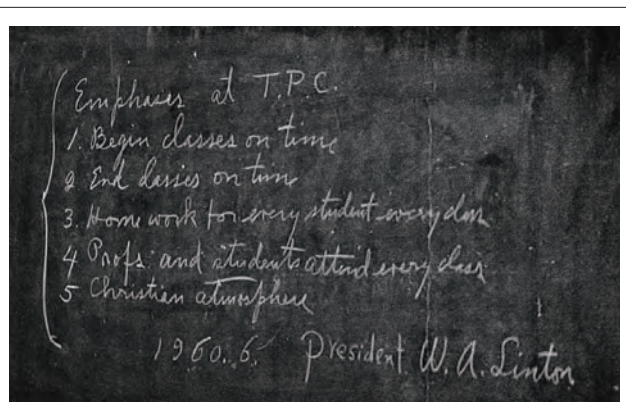 Emphases at T.P.C.
1. Begin classes on time
2 End classes on time
3. Home work for every student every class
4 Profs. and students attend every class
5 Christian atmosphere
1960. 6. President W. A. Linton